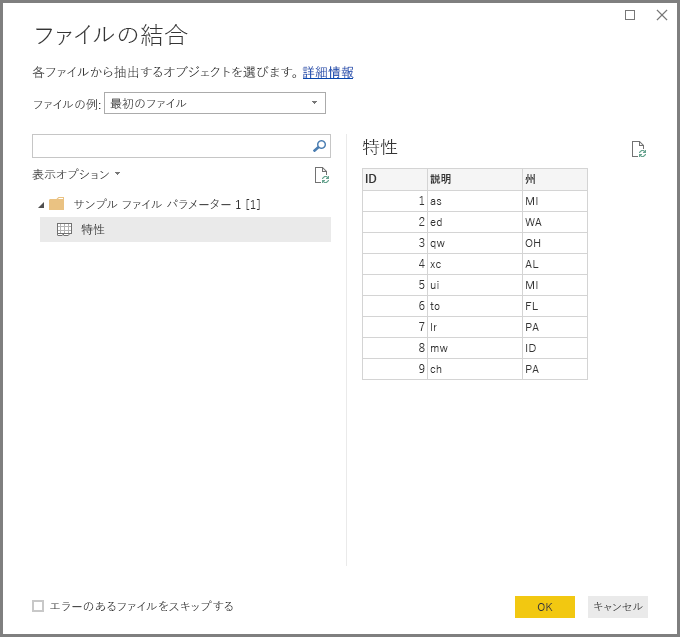 ファイルの結合
各ファイルから抽出するオブジェクトを選びます。 詳細情報
ファイルの例: 最初のファイル
表示オプション
サンプル ファイル パラメーター 1 [1]
特性
特性
ID 説明 州
1 as MI
2 ed WA
3 qw OH
4 xc AL
5 ui MI
6 to FL
7 lr PA
8 mw ID
9 ch PA
エラーのあるファイルをスキップする
OK キャンセル